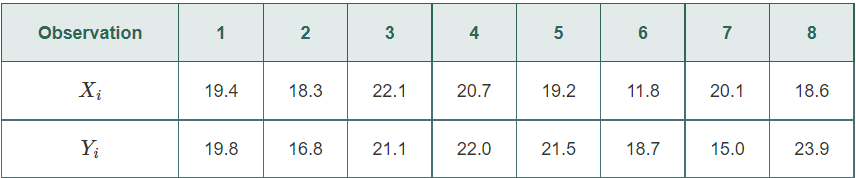 Observation 1 2 3 4 5 6 7 8
Xᵢ 19.4 18.3 22.1 20.7 19.2 11.8 20.1 18.6
Yᵢ 19.8 16.8 21.1 22.0 21.5 18.7 15.0 23.9